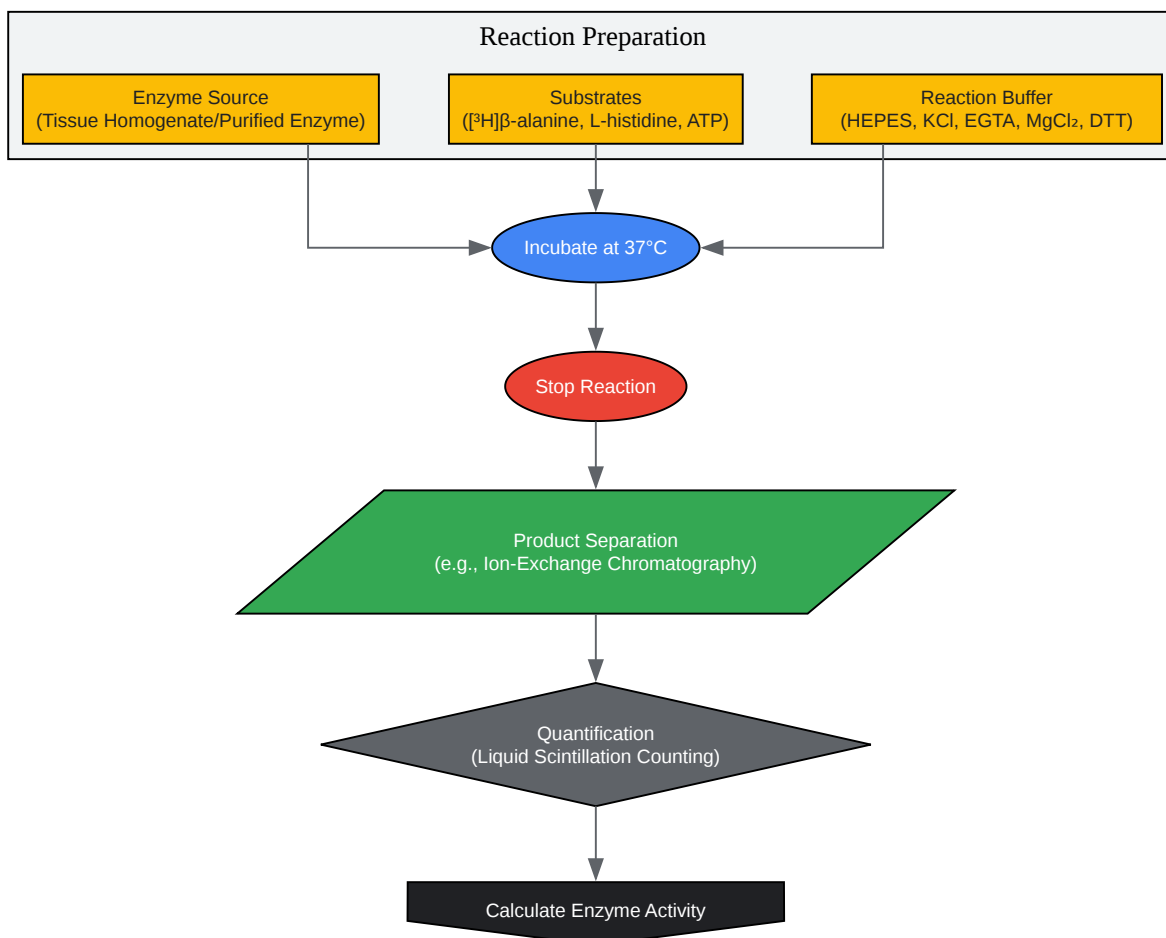 Reaction Preparation
Enzyme Source
(Tissue Homogenate/Purified Enzyme)
Substrates
([³H]β-alanine, L-histidine, ATP)
Reaction Buffer
(HEPES, KCl, EGTA, MgCl₂, DTT)
Incubate at 37°C
Stop Reaction
Product Separation
(e.g., Ion-Exchange Chromatography)
Quantification
(Liquid Scintillation Counting)
Calculate Enzyme Activity